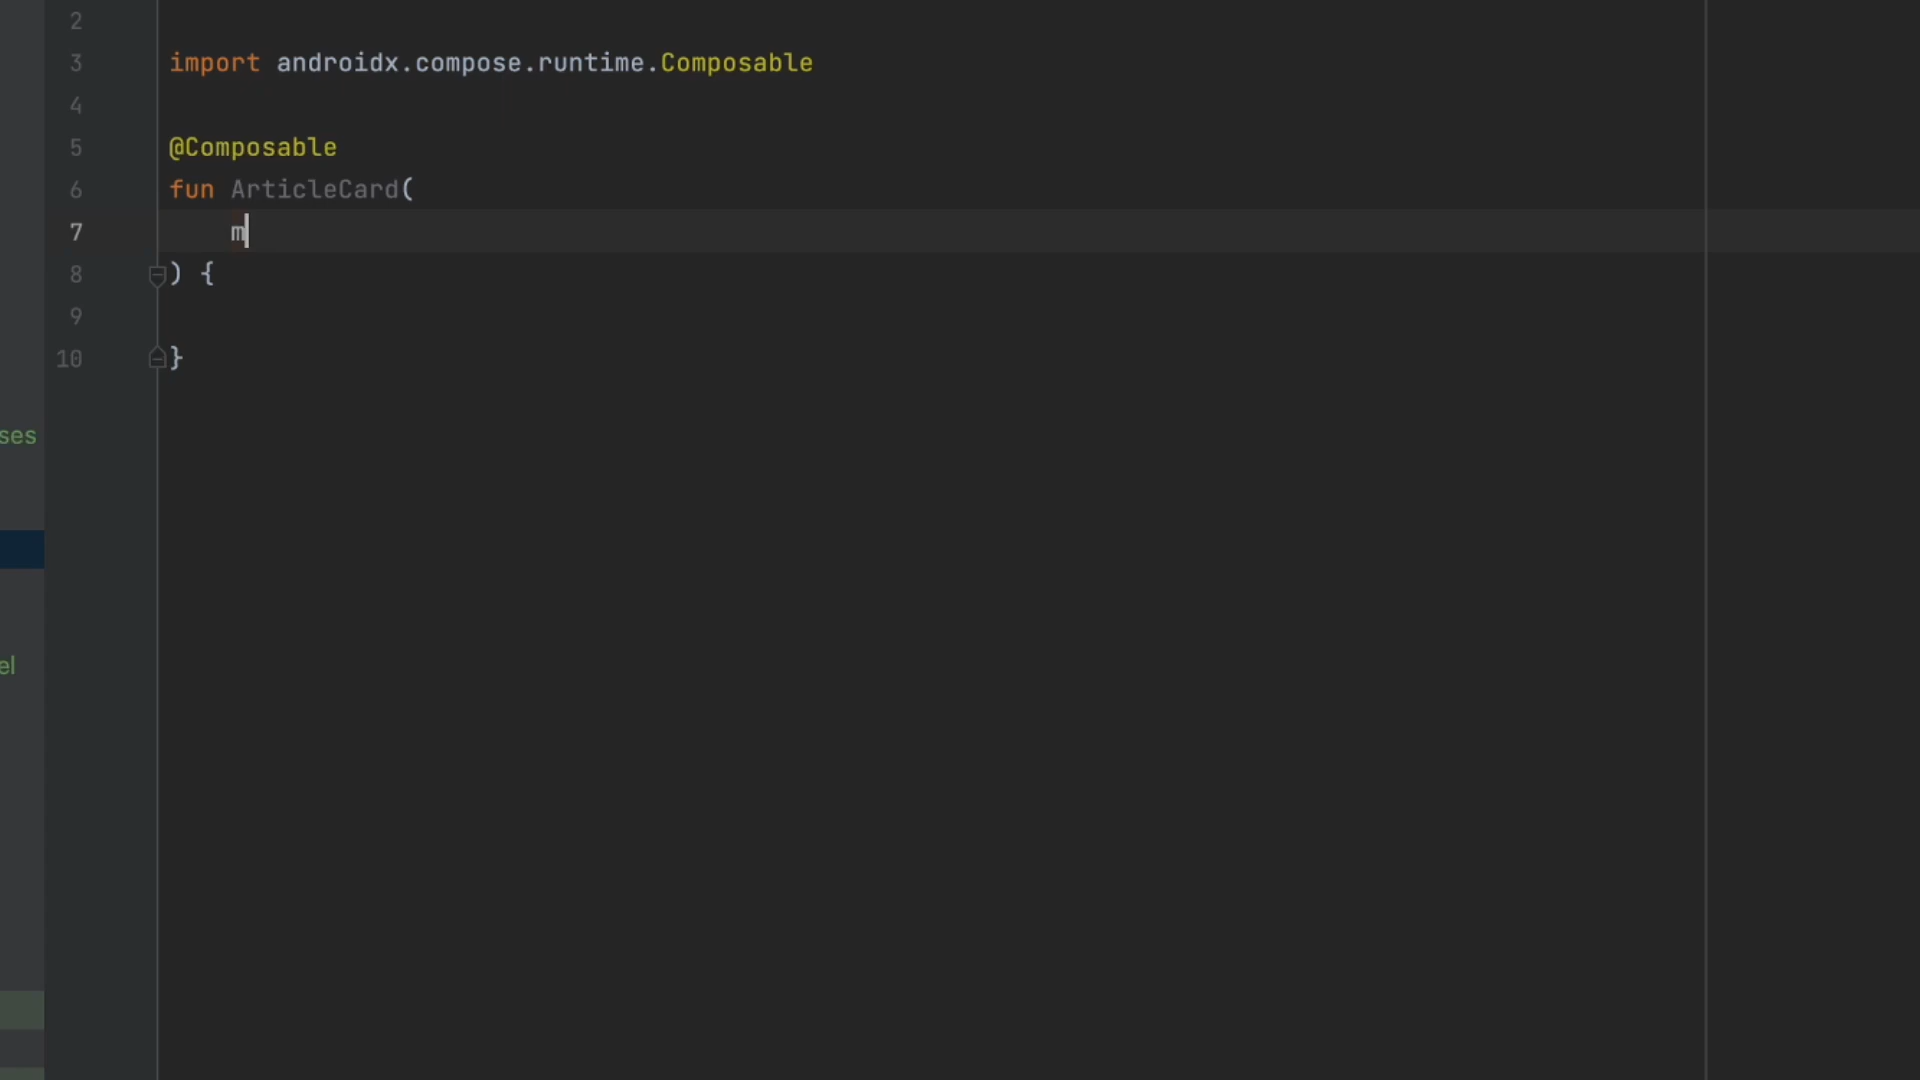 2
3 import androidx.compose.runtime.Composable
4
5 @Composable
6 fun ArticleCard(
7 m
8 ) {
9
10 }
ses
el